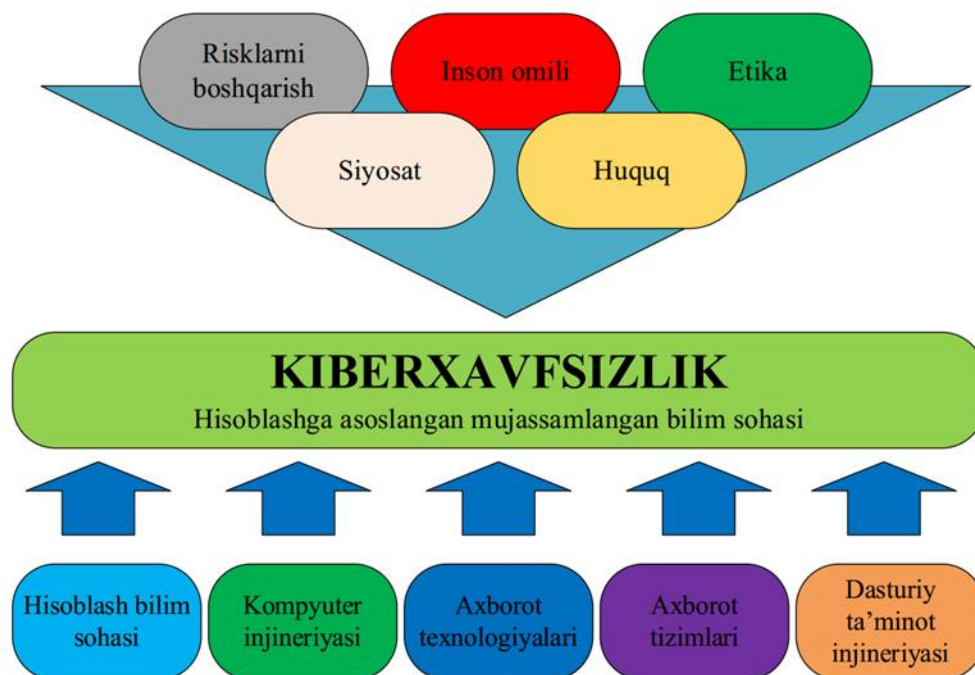 Risklarni
boshqarish
Inson omili
Etika
Siyosat
Huquq
KIBERXAVFSIZLIK
Hisoblashga asoslangan mujassamlangan bilim sohasi
Hisoblash bilim
sohasi
Kompyuter
injineriyasi
Axborot
texnologiyalari
Axborot
tizimlari
Dasturiy
ta’minot
injineriyasi